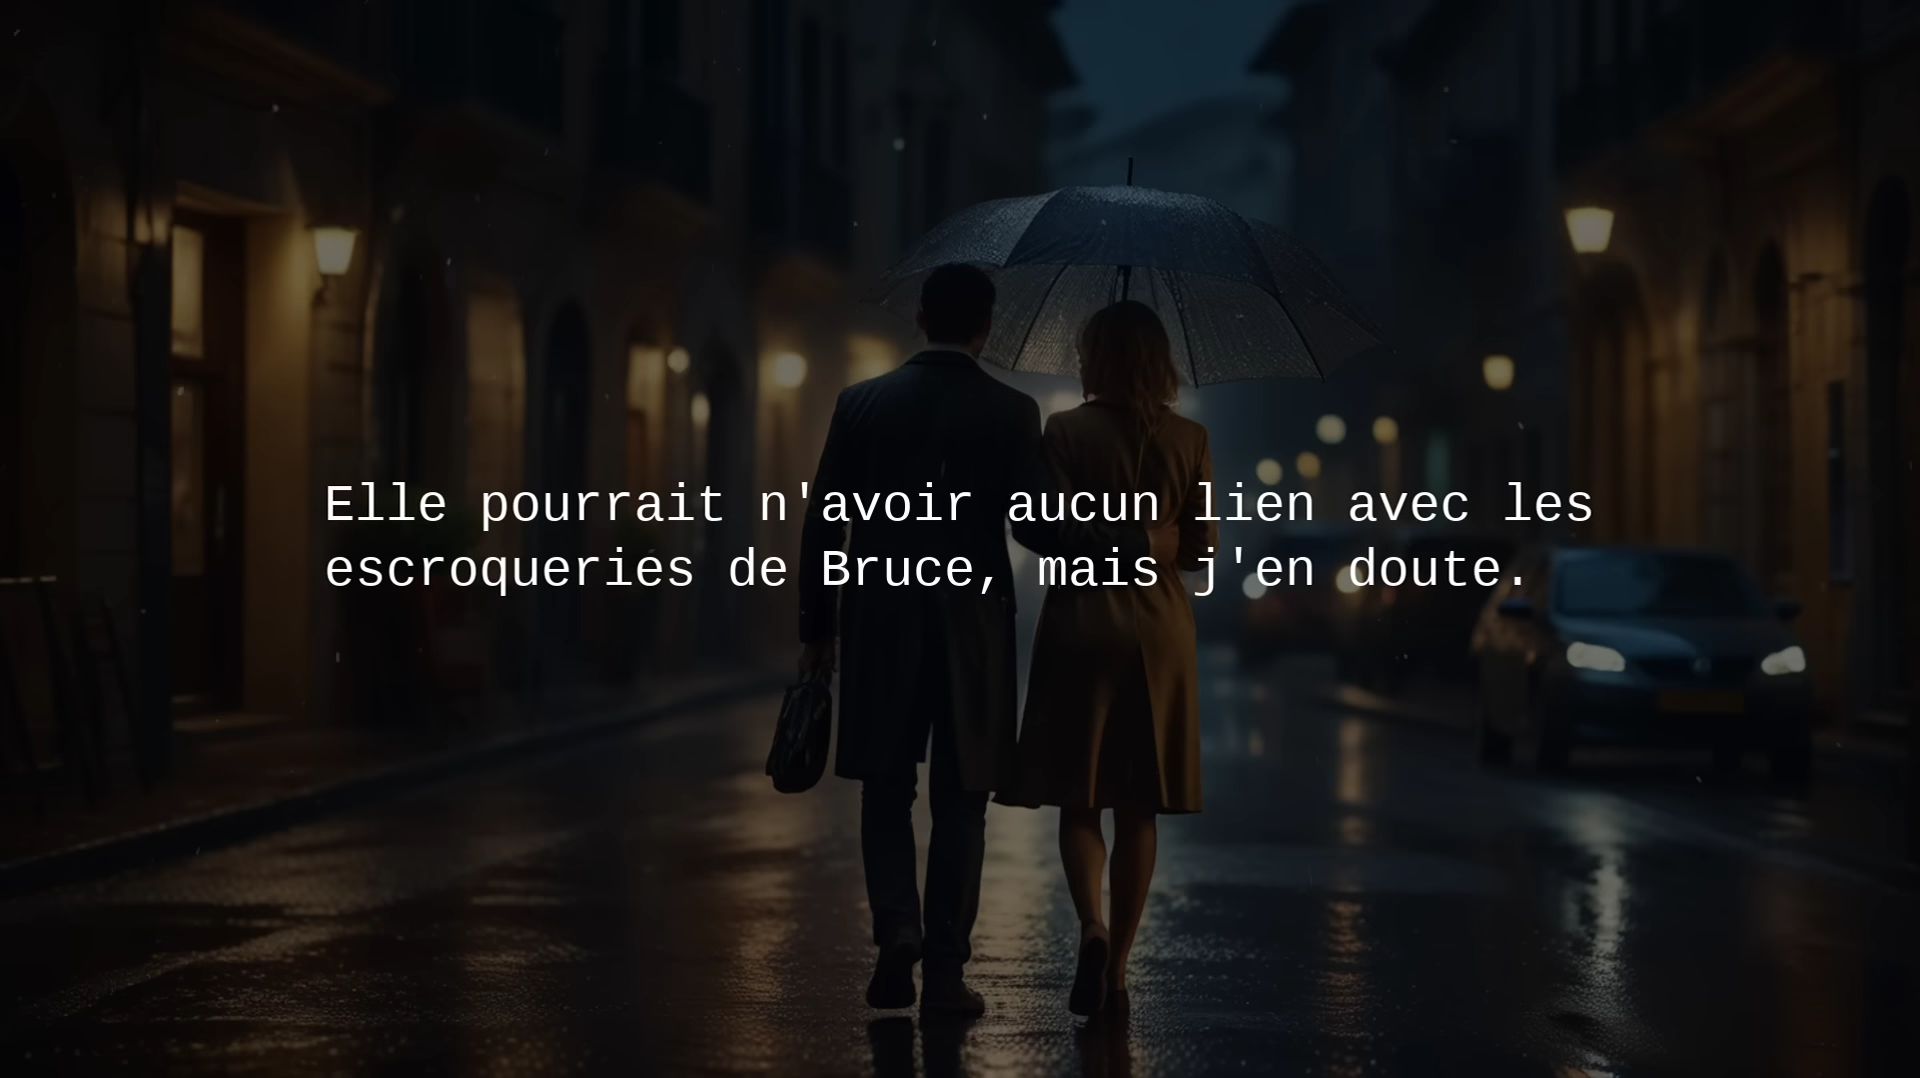 Elle pourrait n'avoir aucun lien avec les
escroqueries de Bruce, mais j'en doute.